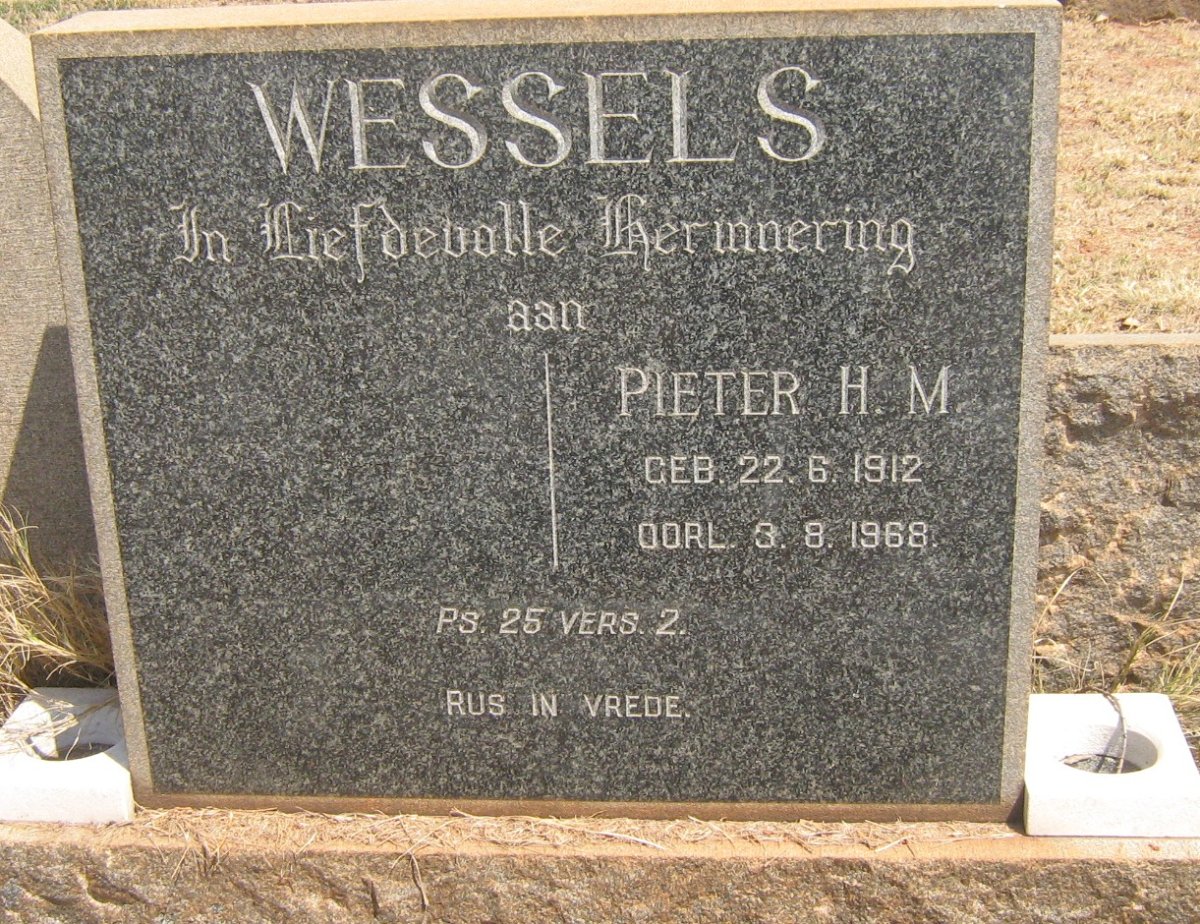 WESSELS
In Liefdevolle Herinnering
aan
PIETER H. M.
GEB. 22. 6. 1912
OORL. 3. 8. 1968.
PS. 25 VERS. 2.
RUS IN VREDE.